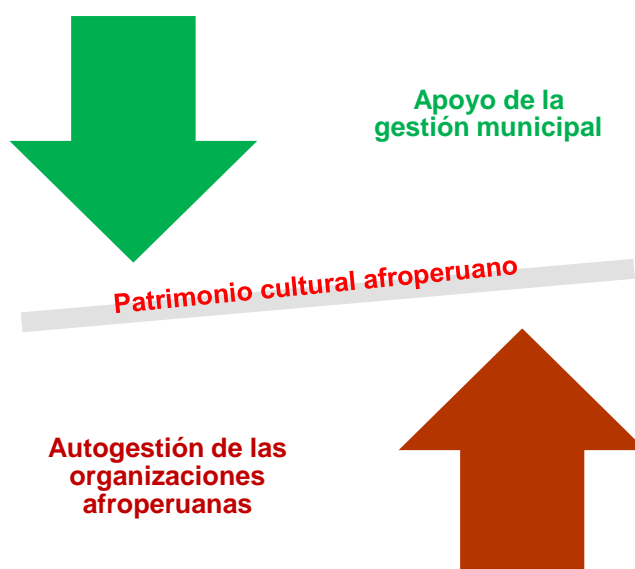 Apoyo de la
gestión municipal
Patrimonio cultural afroperuano
Autogestión de las
organizaciones
afroperuanas